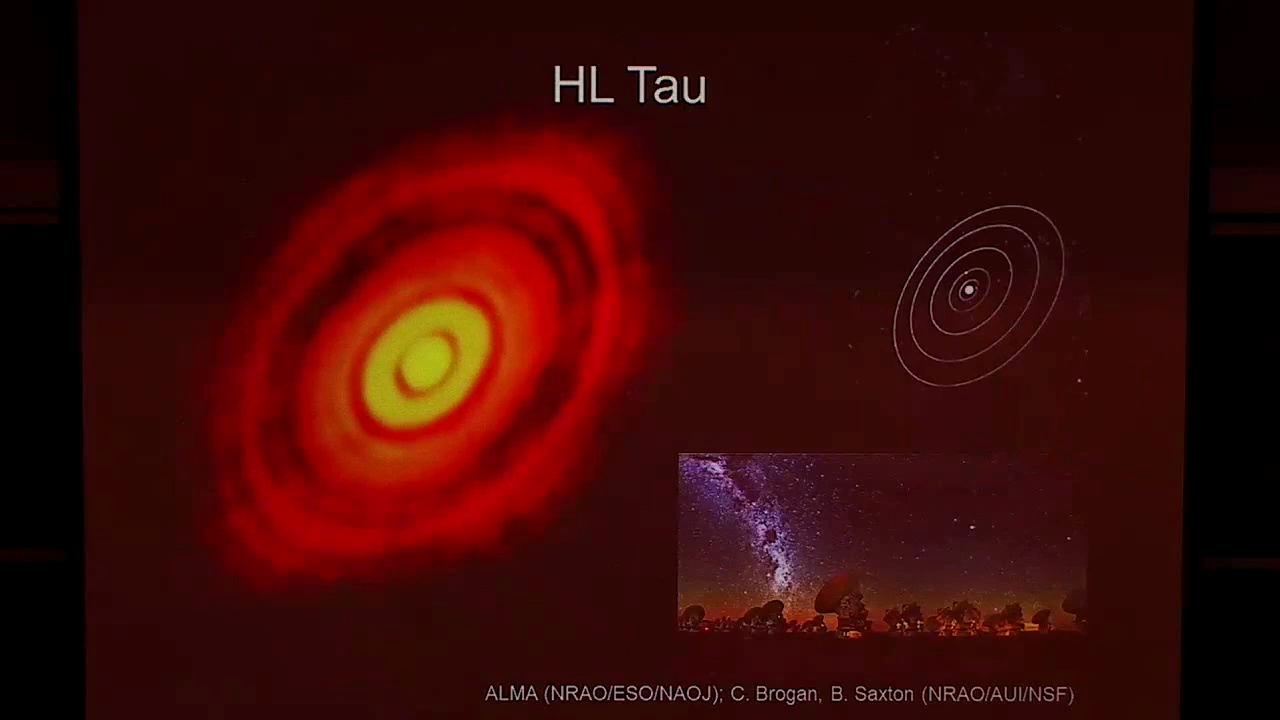 HL Tau
ALMA (NRAO/ESO/NAOJ); C. Brogan, B. Saxton (NRAO/AUI/NSF)